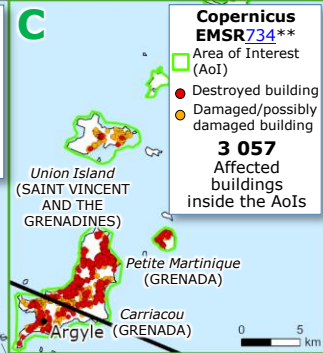 C
Copernicus
EMSR734**
Area of Interest
(AoI)
Destroyed building
Damaged/possibly
damaged building
3 057
Affected
buildings
inside the AoIs
Union Island
(SAINT VINCENT
AND THE
GRENADINES)
Petite Martinique
(GRENADA)
Carriacou
(GRENADA)
Argyle
0 5
km